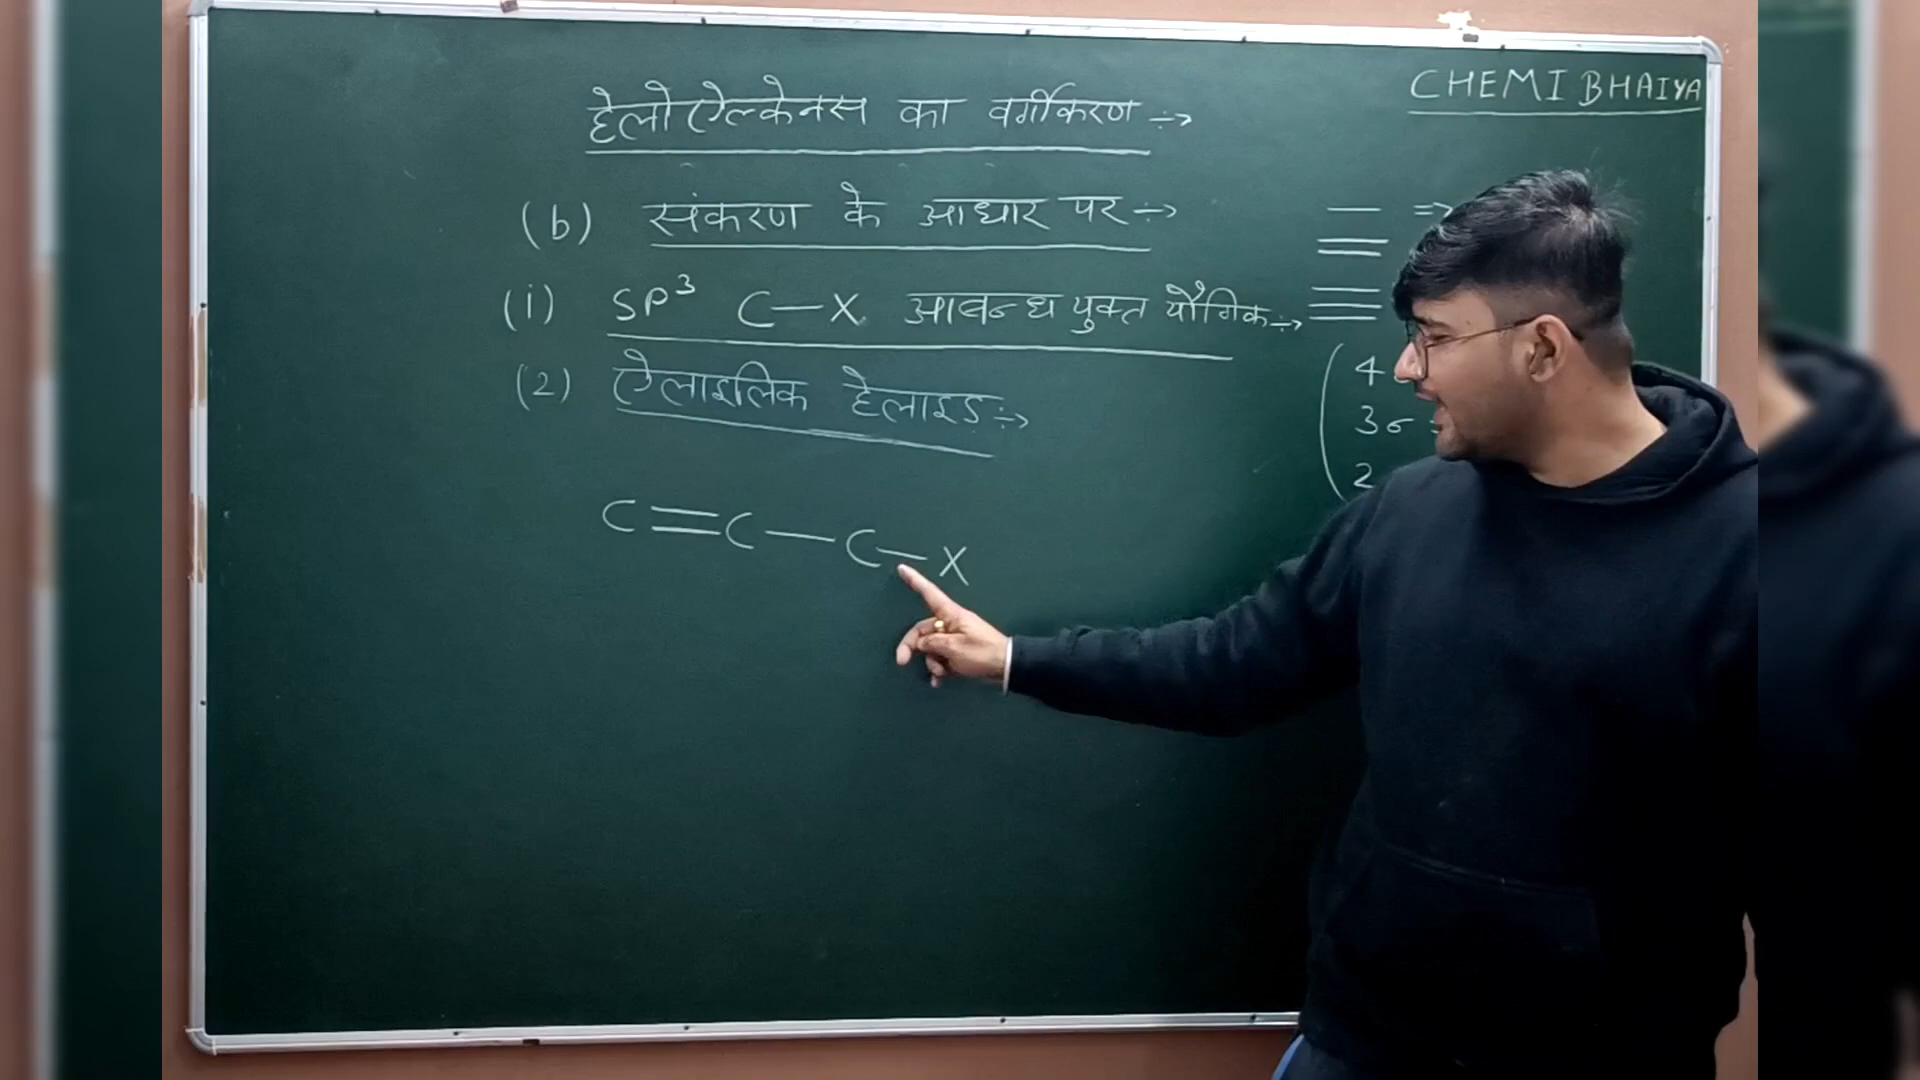 CHEMI BHAIYA
हेलोऐल्केनस का वर्गीकरण ÷>
(b) संकरण के आधार पर ÷>
(i) SP³ C—X आबन्ध युक्त यौगिक ÷>
(2) ऐलाइलिक हेलाइड ÷>
C=C—C—X
— =>
=
≡
4
3σ =
2